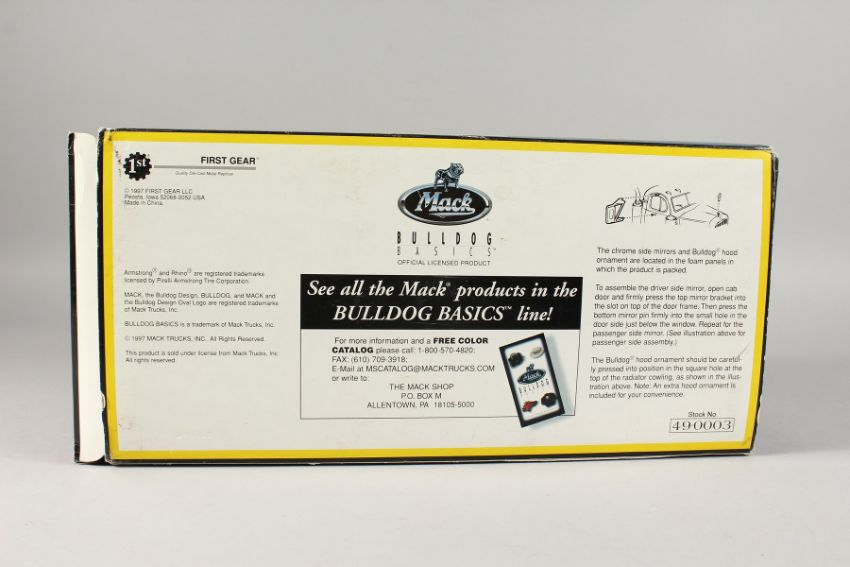 1st
FIRST GEAR™
Quality Die-Cast Metal Replicas
© 1997 FIRST GEAR LLC
Peosta, Iowa 52068-0052 USA
Made in China.
Armstrong® and Rhino® are registered trademarks
licensed by Pirelli Armstrong Tire Corporation.
MACK, the Bulldog Design, BULLDOG, and MACK and
the Bulldog Design Oval Logo are registered trademarks
of Mack Trucks, Inc.
BULLDOG BASICS is a trademark of Mack Trucks, Inc.
© 1997 MACK TRUCKS, INC. All Rights Reserved.
This product is sold under license from Mack Trucks, Inc.
All rights reserved.
Mack
BULLDOG
BASICS™
OFFICIAL LICENSED PRODUCT
See all the Mack® products in the
BULLDOG BASICS™ line!
For more information and a FREE COLOR
CATALOG please call: 1-800-570-4820;
FAX: (610) 709-3918;
E-Mail at MSCATALOG@MACKTRUCKS.COM
or write to:
THE MACK SHOP
P.O. BOX M
ALLENTOWN, PA 18105-5000
Mack
BULLDOG
The chrome side mirrors and Bulldog® hood
ornament are located in the foam panels in
which the product is packed.
To assemble the driver side mirror, open cab
door and firmly press the top mirror bracket into
the slot on top of the door frame. Then press the
bottom mirror pin firmly into the small hole in the
door side just below the window. Repeat for the
passenger side mirror. (See illustration above for
passenger side assembly.)
The Bulldog® hood ornament should be careful-
ly pressed into position in the square hole at the
top of the radiator cowling, as shown in the illus-
tration above. Note: An extra hood ornament is
included for your convenience.
Stock No.
49-0003